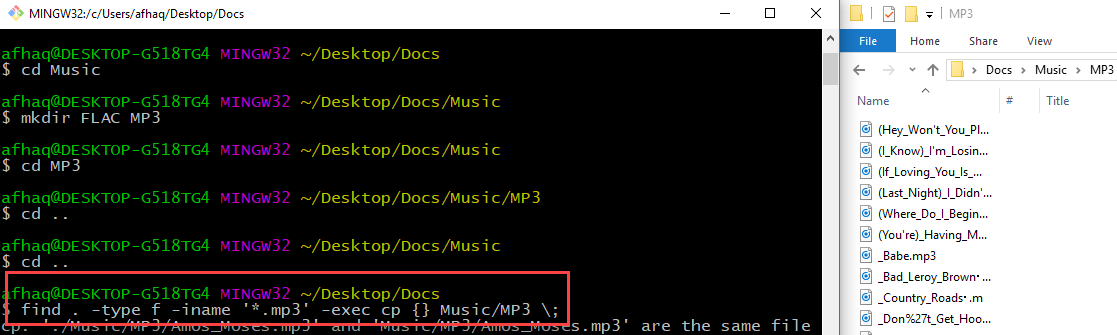 MINGW32:/c/Users/afhaq/Desktop/Docs
afhaq@DESKTOP-G518TG4 MINGW32 ~/Desktop/Docs
$ cd Music
afhaq@DESKTOP-G518TG4 MINGW32 ~/Desktop/Docs/Music
$ mkdir FLAC MP3
afhaq@DESKTOP-G518TG4 MINGW32 ~/Desktop/Docs/Music
$ cd MP3
afhaq@DESKTOP-G518TG4 MINGW32 ~/Desktop/Docs/Music/MP3
$ cd ..
afhaq@DESKTOP-G518TG4 MINGW32 ~/Desktop/Docs/Music
$ cd ..
afhaq@DESKTOP-G518TG4 MINGW32 ~/Desktop/Docs
$ find . -type f -iname '*.mp3' -exec cp {} Music/MP3 \;
cp: './Music/MP3/Amos_Moses.mp3' and 'Music/MP3/Amos_Moses.mp3' are the same file
MP3
File Home Share View
Docs Music MP3
Name # Title
(Hey_Won't_You_Pl...
(I_Know)_I'm_Losin...
(If_Loving_You_Is_...
(Last_Night)_I_Didn'...
(Where_Do_I_Begin...
(You're)_Having_M...
_Babe.mp3
_Bad_Leroy_Brown•...
_Country_Roads•.m
_Don%27t_Get_Hoo...